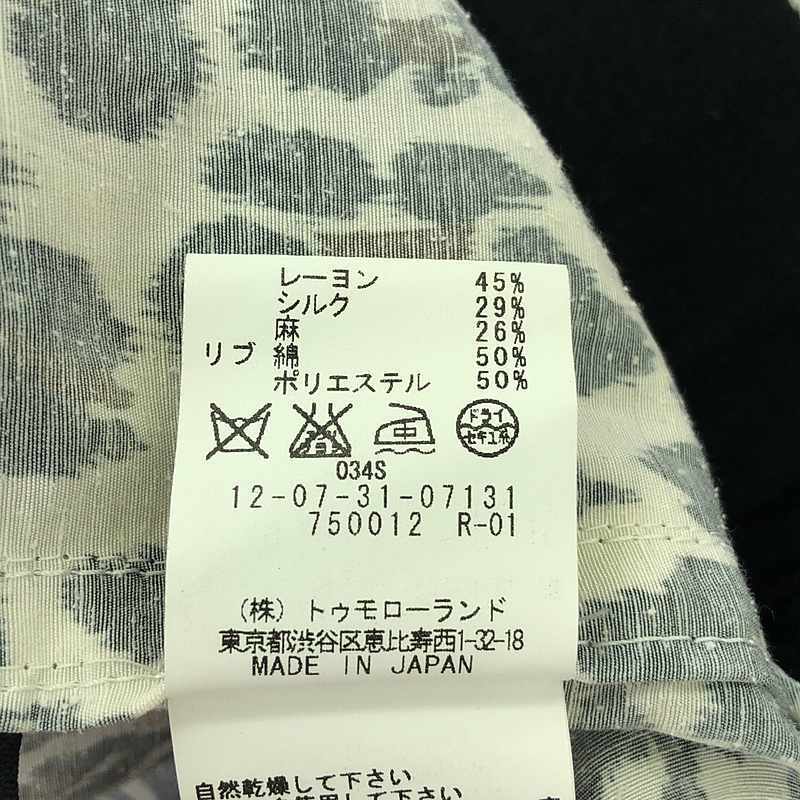 レーヨン 45%
シルク 29%
麻 26%
リブ 綿 50%
ポリエステル 50%
中 ドライ
セキユ系
034S
12-07-31-07131
750012 R-01
(株) トゥモローランド
東京都渋谷区恵比寿西1-32-18
MADE IN JAPAN
自然乾燥して下さい